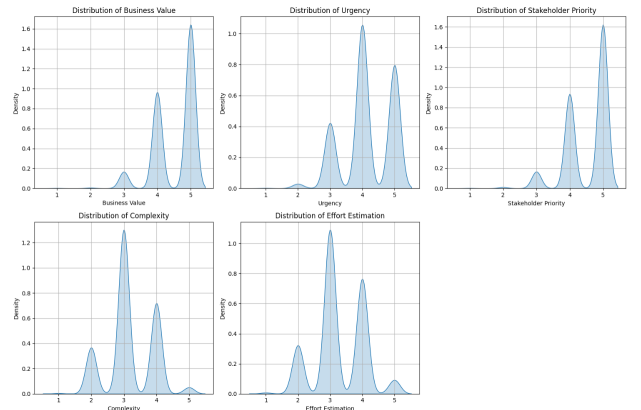 Distribution of Business Value
Density
1.6
1.4
1.2
1.0
0.8
0.6
0.4
0.2
0.0
1 2 3 4 5
Business Value
Distribution of Urgency
Density
1.0
0.8
0.6
0.4
0.2
0.0
1 2 3 4 5
Urgency
Distribution of Stakeholder Priority
Density
1.6
1.4
1.2
1.0
0.8
0.6
0.4
0.2
0.0
1 2 3 4 5
Stakeholder Priority
Distribution of Complexity
Density
1.2
1.0
0.8
0.6
0.4
0.2
0.0
1 2 3 4 5
Complexity
Distribution of Effort Estimation
Density
1.0
0.8
0.6
0.4
0.2
0.0
1 2 3 4 5
Effort Estimation